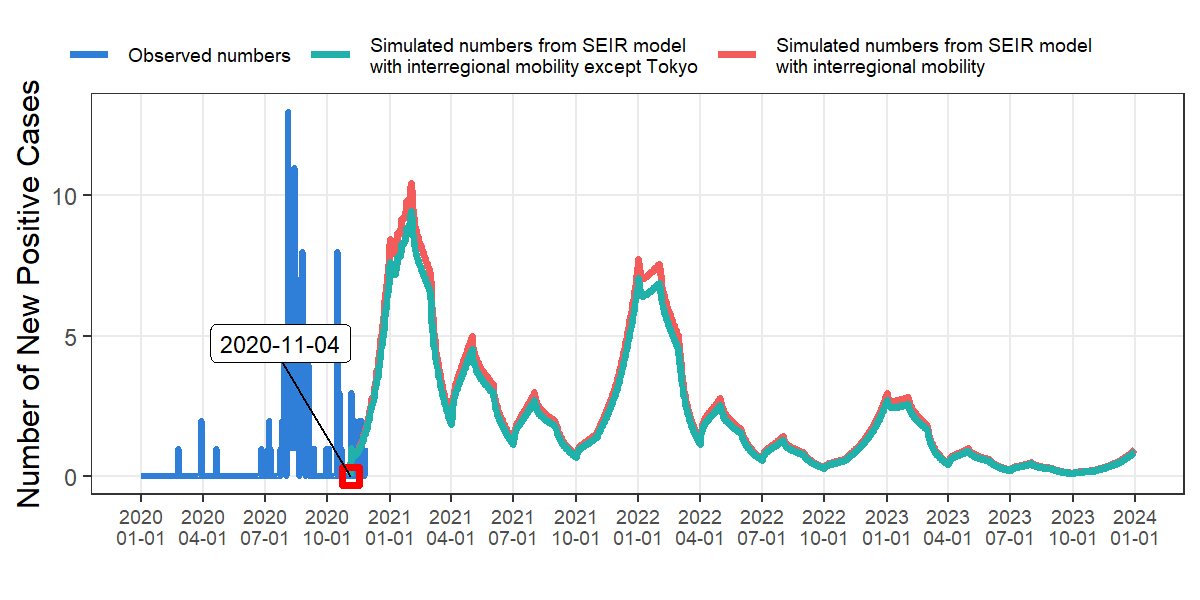 Observed numbers
Simulated numbers from SEIR model
with interregional mobility except Tokyo
Simulated numbers from SEIR model
with interregional mobility
Number of New Positive Cases
10
5
0
2020-11-04
2020 2020 2020 2020 2021 2021 2021 2021 2022 2022 2022 2022 2023 2023 2023 2023 2024
01-01 04-01 07-01 10-01 01-01 04-01 07-01 10-01 01-01 04-01 07-01 10-01 01-01 04-01 07-01 10-01 01-01